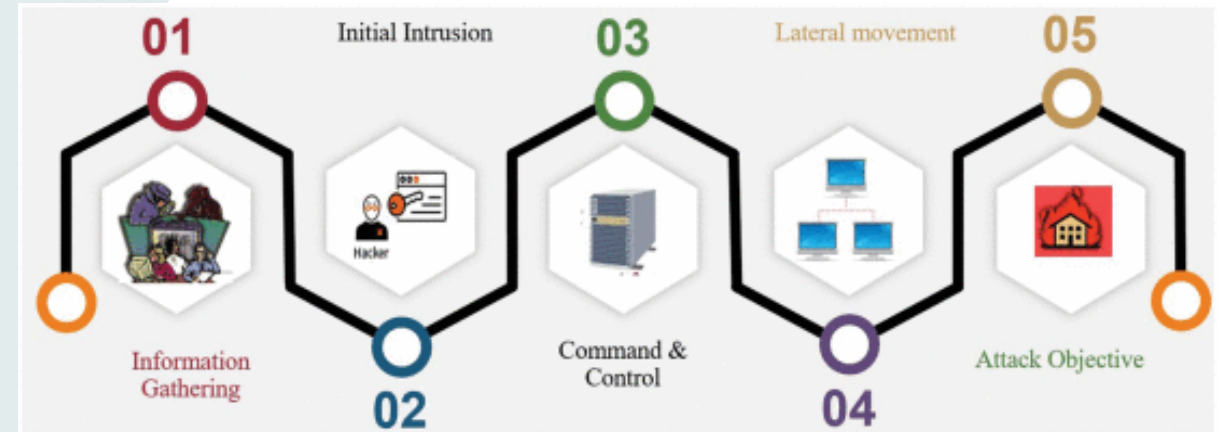 01
Initial Intrusion
03
Lateral movement
05
Hacker
Information
Gathering
02
Command &
Control
04
Attack Objective